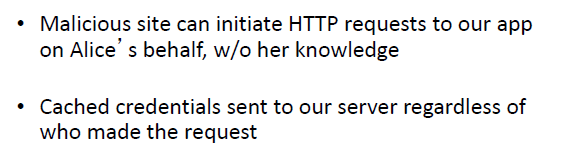 • Malicious site can initiate HTTP requests to our app
on Alice’s behalf, w/o her knowledge
• Cached credentials sent to our server regardless of
who made the request